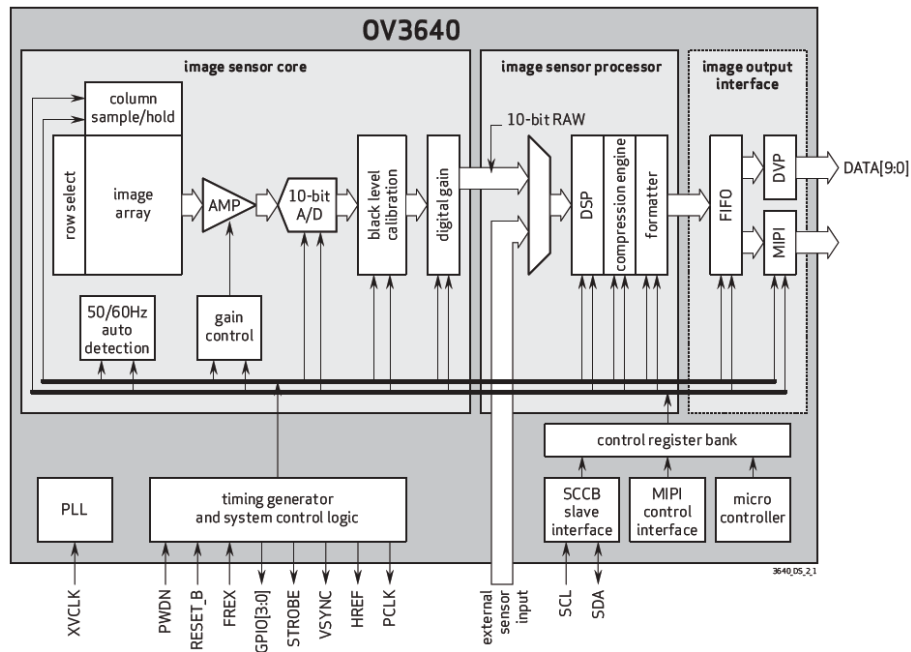 OV3640
image sensor core
image sensor processor
image output
interface
column
sample/hold
10-bit RAW
row select
image
array
AMP
10-bit
A/D
black level
calibration
digital gain
DSP
compression engine
formatter
FIFO
DVP
MIPI
DATA[9:0]
50/60Hz
auto
detection
gain
control
control register bank
PLL
timing generator
and system control logic
SCCB
slave
interface
MIPI
control
interface
micro
controller
3640_DS_2_1
XVCLK
PWDN
RESET_B
FREX
GPIO[3:0]
STROBE
VSYNC
HREF
PCLK
external
sensor
input
SCL
SDA